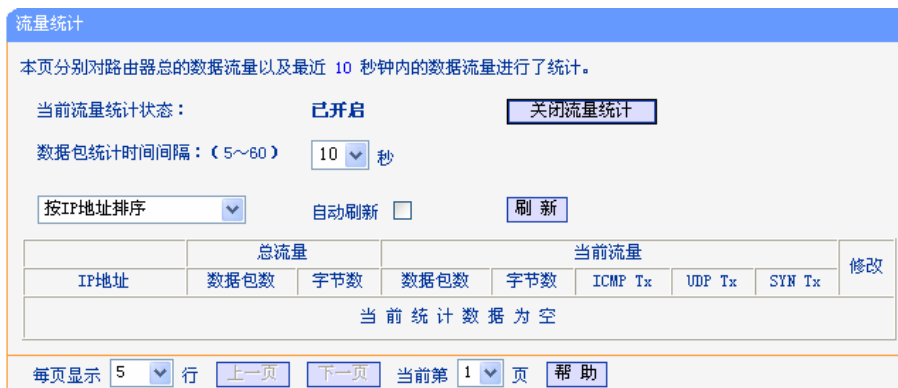 流量统计
本页分别对路由器总的数据流量以及最近 10 秒钟内的数据流量进行了统计。
当前流量统计状态： 已开启 关闭流量统计
数据包统计时间间隔：(5～60) 10 秒
按IP地址排序 自动刷新 刷 新
总流量 当前流量 修改
IP地址 数据包数 字节数 数据包数 字节数 ICMP Tx UDP Tx SYN Tx
当 前 统 计 数 据 为 空
每页显示 5 行 上一页 下一页 当前第 1 页 帮 助